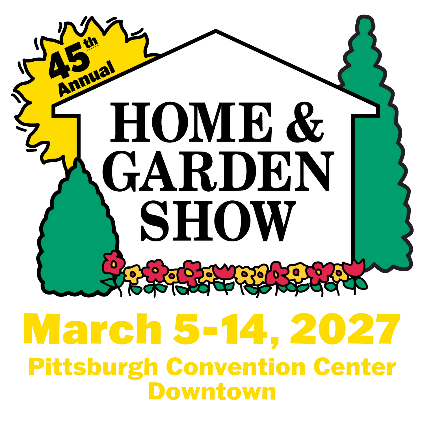 45th
Annual
HOME &
GARDEN
SHOW
March 5-14, 2027
Pittsburgh Convention Center
Downtown